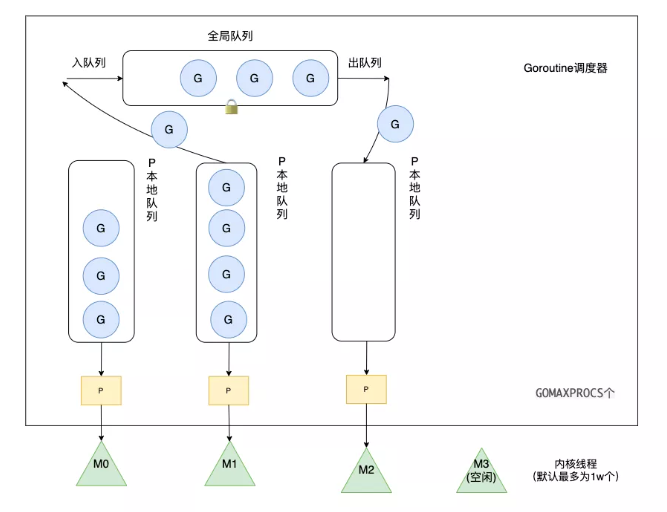 全局队列
入队列
出队列
Goroutine调度器
G
G
G
G
G
P本地队列
P本地队列
P本地队列
G
G
G
G
G
G
G
P
P
P
GOMAXPROCS个
M0
M1
M2
M3
(空闲)
内核线程
(默认最多为1w个)